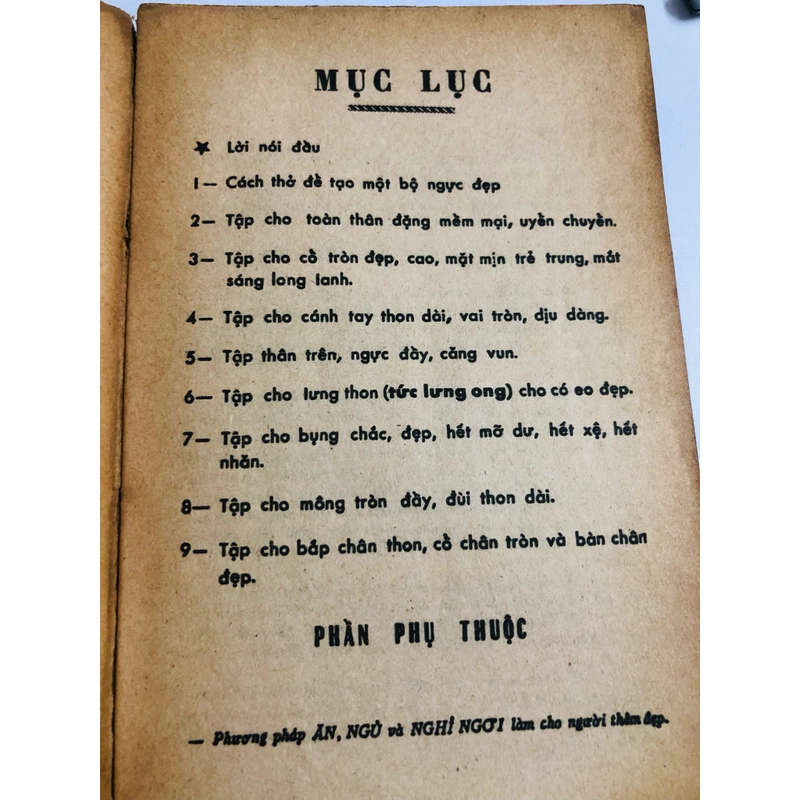 MỤC LỤC
★ Lời nói đầu
1— Cách thở để tạo một bộ ngực đẹp
2— Tập cho toàn thân đặng mềm mại, uyển chuyển.
3— Tập cho cổ tròn đẹp, cao, mặt mịn trẻ trung, mắt
sáng long lanh.
4— Tập cho cánh tay thon dài, vai tròn, dịu dàng.
5— Tập thân trên, ngực đầy, căng vun.
6— Tập cho lưng thon (tức lưng ong) cho có eo đẹp.
7— Tập cho bụng chắc, đẹp, hết mỡ dư, hết xệ, hết
nhăn.
8— Tập cho mông tròn đầy, đùi thon dài.
9— Tập cho bắp chân thon, cổ chân tròn và bàn chân
đẹp.
PHẦN PHỤ THUỘC
— Phương pháp ĂN, NGỦ và NGHỈ NGƠI làm cho người thêm đẹp.